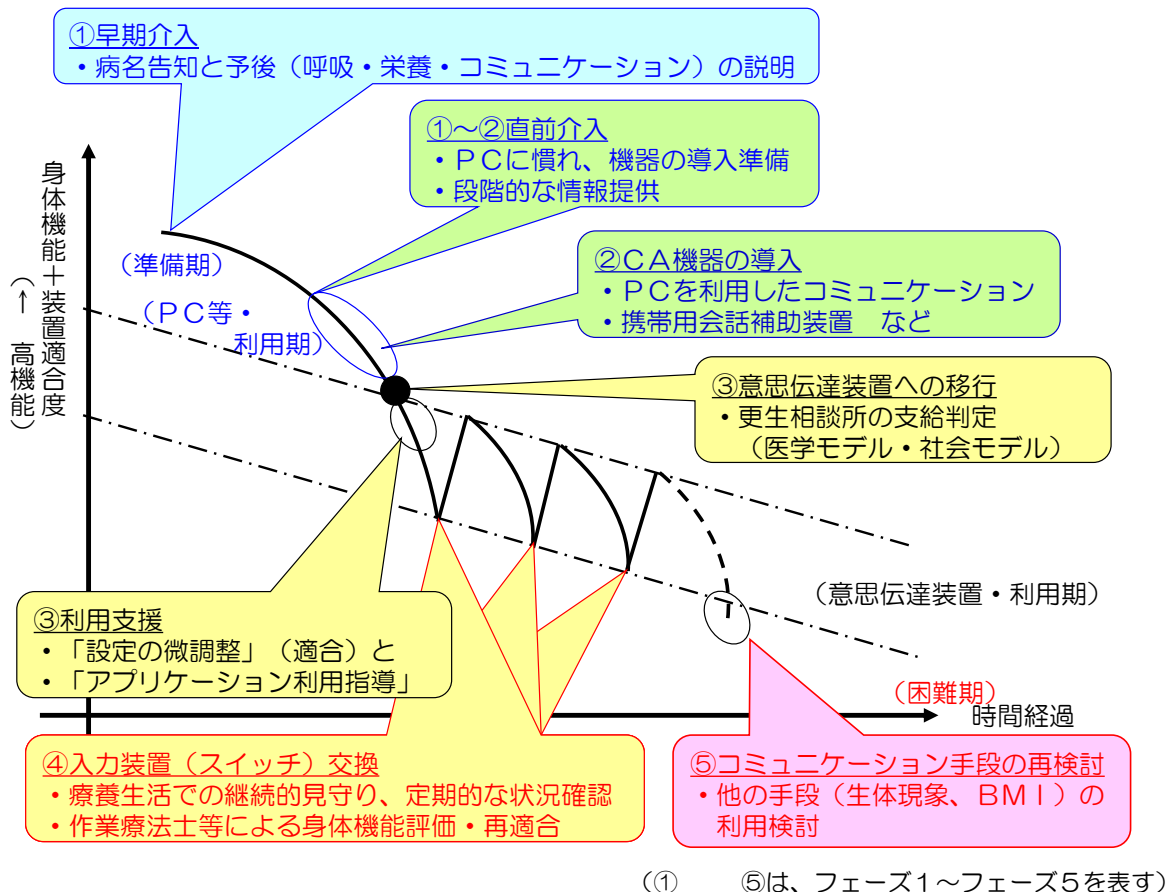 ①早期介入
・病名告知と予後（呼吸・栄養・コミュニケーション）の説明
①～②直前介入
・ＰＣに慣れ、機器の導入準備
・段階的な情報提供
身体機能＋装置適合度
（→　高機能）
（準備期）
（ＰＣ等・
利用期）
②ＣＡ機器の導入
・ＰＣを利用したコミュニケーション
・携帯用会話補助装置　など
③意思伝達装置への移行
・更生相談所の支給判定
（医学モデル・社会モデル）
（意思伝達装置・利用期）
③利用支援
・「設定の微調整」（適合）と
・「アプリケーション利用指導」
（困難期）
時間経過
④入力装置（スイッチ）交換
・療養生活での継続的見守り、定期的な状況確認
・作業療法士等による身体機能評価・再適合
⑤コミュニケーション手段の再検討
・他の手段（生体現象、ＢＭＩ）の
利用検討
（①　　⑤は、フェーズ１～フェーズ５を表す）